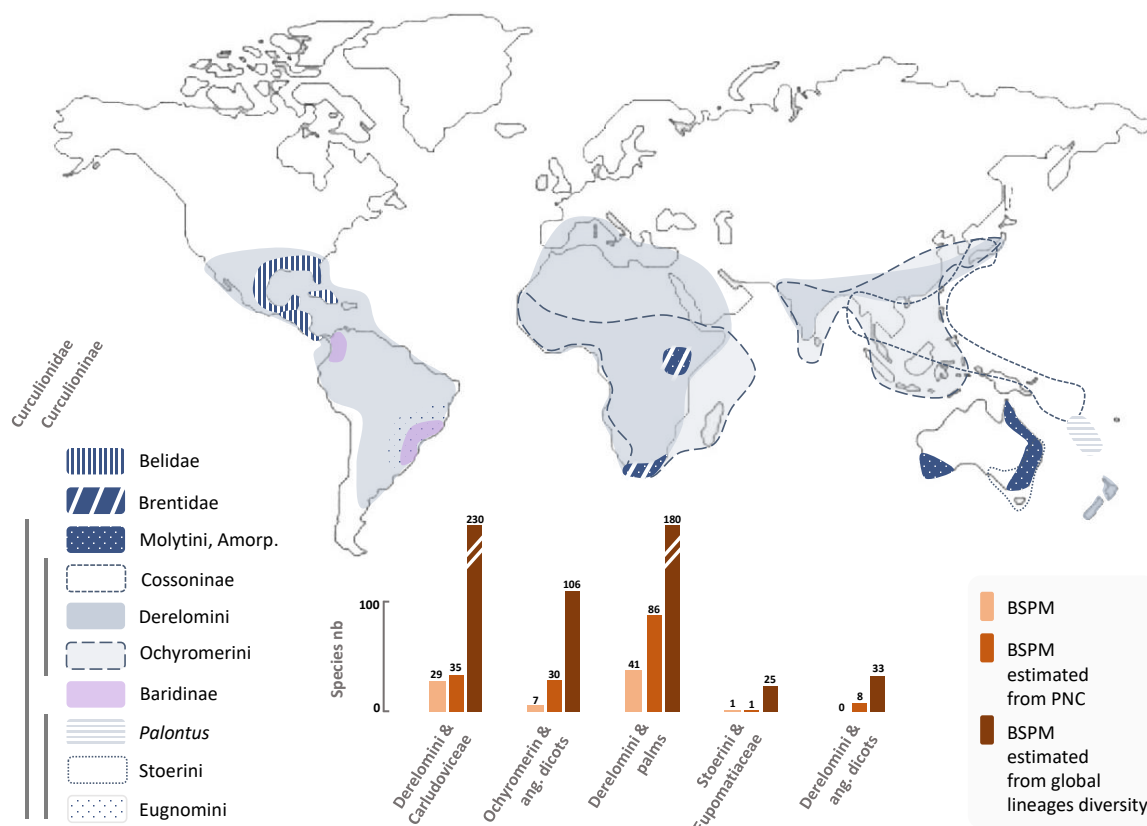 Curculionidae
Curculioninae
Belidae
Brentidae
Molytini, Amorp.
Cossoninae
Derelomini
Ochyromerini
Baridinae
Palontus
Stoerini
Eugnomini
Species nb
100
0
29
35
230
7
30
106
41
86
180
1
1
25
0
8
33
Derelomini &
Carludoviceae
Ochyromerin &
ang. dicots
Derelomini &
palms
Stoerini &
Eupomatiaceae
Derelomini &
ang. dicots
BSPM
BSPM
estimated
from PNC
BSPM
estimated
from global
lineages diversity